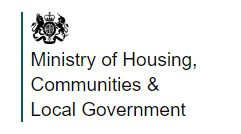 Ministry of Housing,
Communities &
Local Government